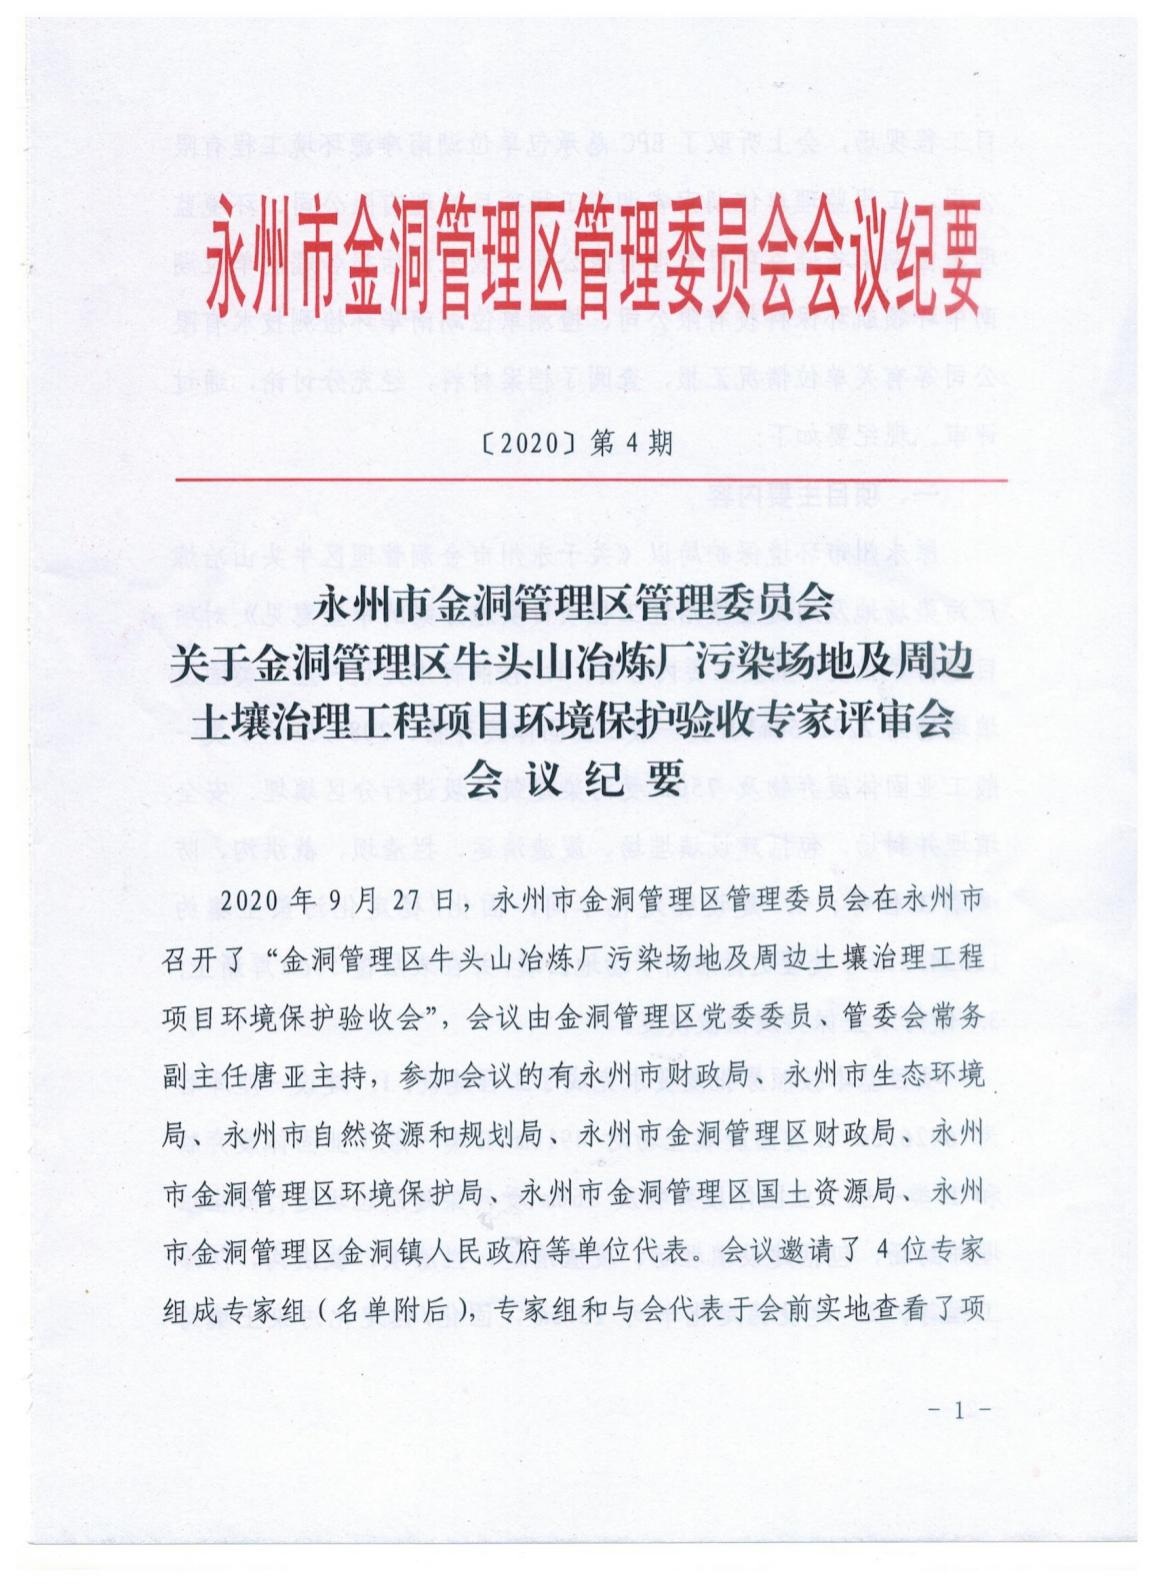 永州市金洞管理区管理委员会会议纪要
〔2020〕第 4 期
永州市金洞管理区管理委员会
关于金洞管理区牛头山冶炼厂污染场地及周边
土壤治理工程项目环境保护验收专家评审会
会 议 纪 要
2020 年 9 月 27 日，永州市金洞管理区管理委员会在永州市
召开了 “金洞管理区牛头山冶炼厂污染场地及周边土壤治理工程
项目环境保护验收会”，会议由金洞管理区党委委员、管委会常务
副主任唐亚主持，参加会议的有永州市财政局、永州市生态环境
局、永州市自然资源和规划局、永州市金洞管理区财政局、永州
市金洞管理区环境保护局、永州市金洞管理区国土资源局、永州
市金洞管理区金洞镇人民政府等单位代表。会议邀请了 4 位专家
组成专家组（名单附后），专家组和与会代表于会前实地查看了项
- 1 -